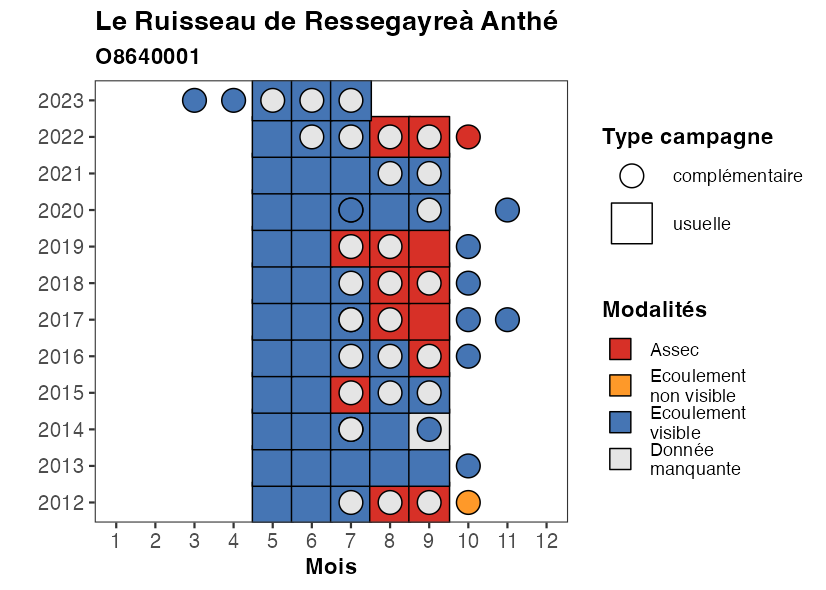 Le Ruisseau de Ressegayreà Anthé
O8640001
2023
2022
2021
2020
2019
2018
2017
2016
2015
2014
2013
2012
1 2 3 4 5 6 7 8 9 10 11 12
Mois
Type campagne
complémentaire
usuelle
Modalités
Assec
Ecoulement
non visible
Ecoulement
visible
Donnée
manquante